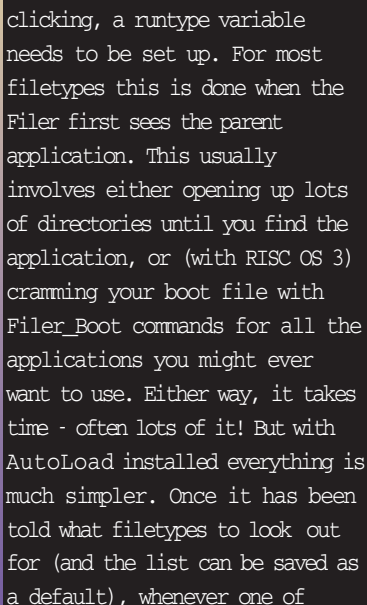 clicking, a runtype variable
needs to be set up. For most
filetypes this is done when the
Filer first sees the parent
application. This usually
involves either opening up lots
of directories until you find the
application, or (with RISC OS 3)
cramming your boot file with
Filer_Boot commands for all the
applications you might ever
want to use. Either way, it takes
time - often lots of it! But with
AutoLoad installed everything is
much simpler. Once it has been
told what filetypes to look out
for (and the list can be saved as
a default), whenever one of